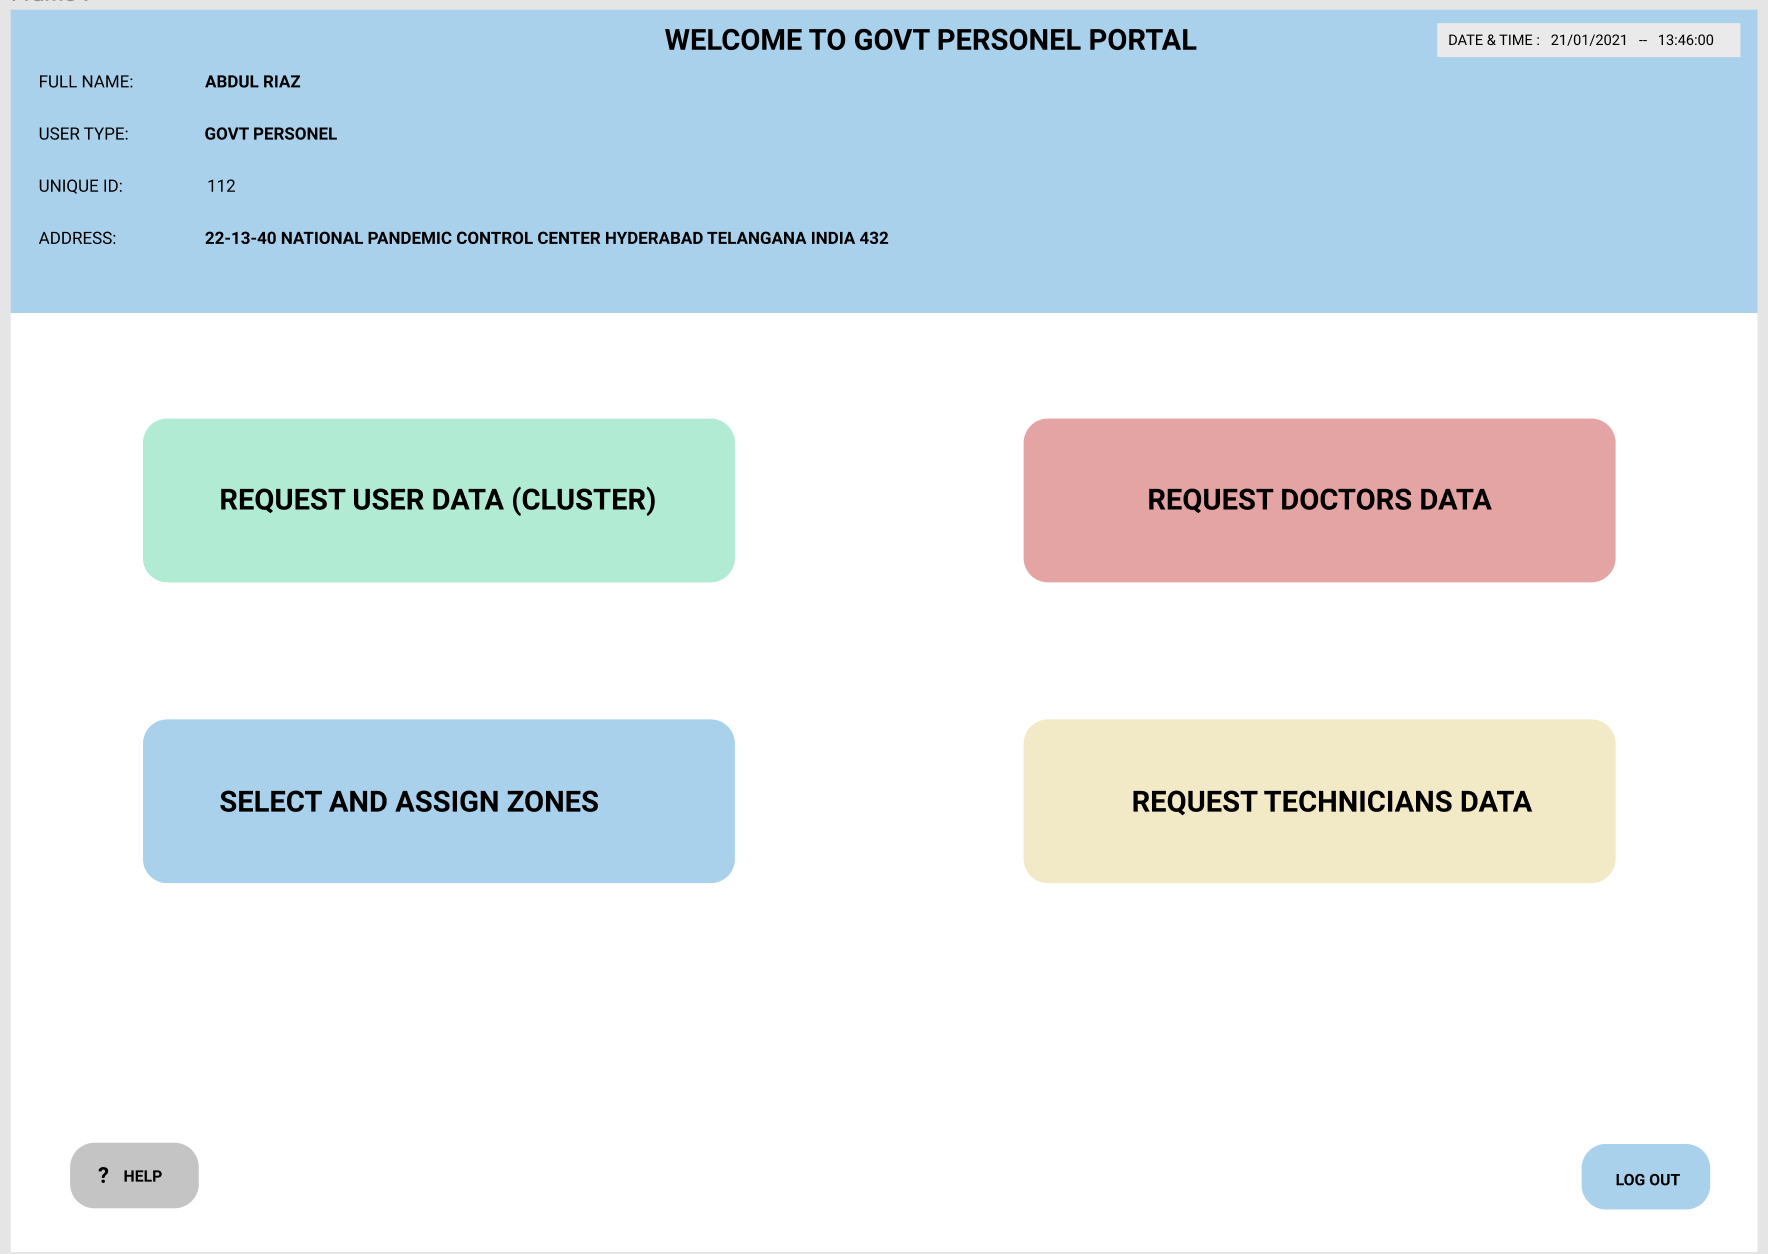 WELCOME TO GOVT PERSONEL PORTAL
DATE & TIME : 21/01/2021 -- 13:46:00
FULL NAME: ABDUL RIAZ
USER TYPE: GOVT PERSONEL
UNIQUE ID: 112
ADDRESS: 22-13-40 NATIONAL PANDEMIC CONTROL CENTER HYDERABAD TELANGANA INDIA 432
REQUEST USER DATA (CLUSTER)
REQUEST DOCTORS DATA
SELECT AND ASSIGN ZONES
REQUEST TECHNICIANS DATA
? HELP
LOG OUT